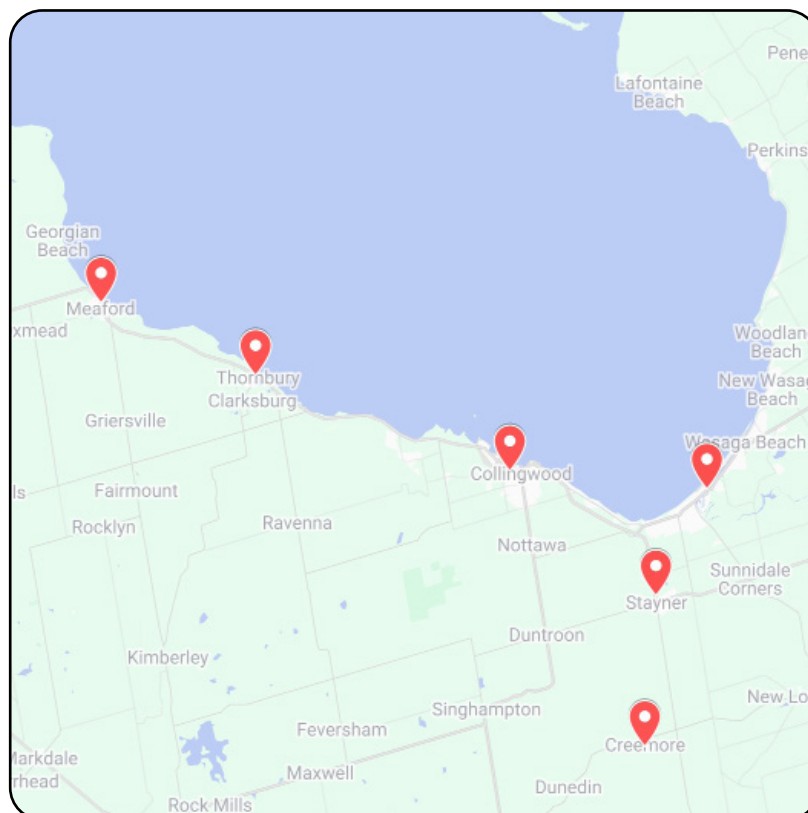 Pene
Lafontaine
Beach
Perkins
Georgian
Beach
Meaford
xmead
Woodlan
Beach
Thornbury
Clarksburg
New Wasag
Beach
Griersville
Wasaga Beach
Collingwood
lls
Fairmount
Rocklyn
Ravenna
Nottawa
Sunnidale
Corners
Stayner
Duntroon
Kimberley
New Lo
Singhampton
Feversham
Creemore
Markdale
rhead
Maxwell
Dunedin
Rock Mills